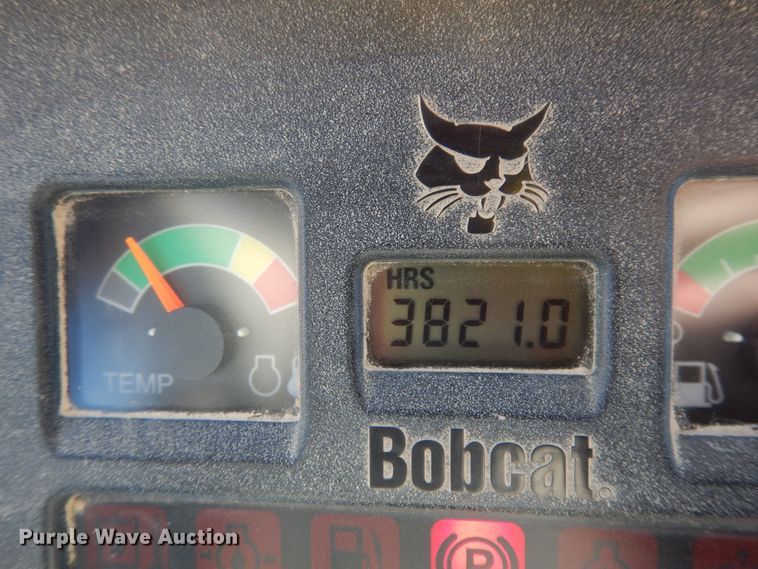 HRS
3821.0
TEMP
Bobcat.
P
Purple Wave Auction